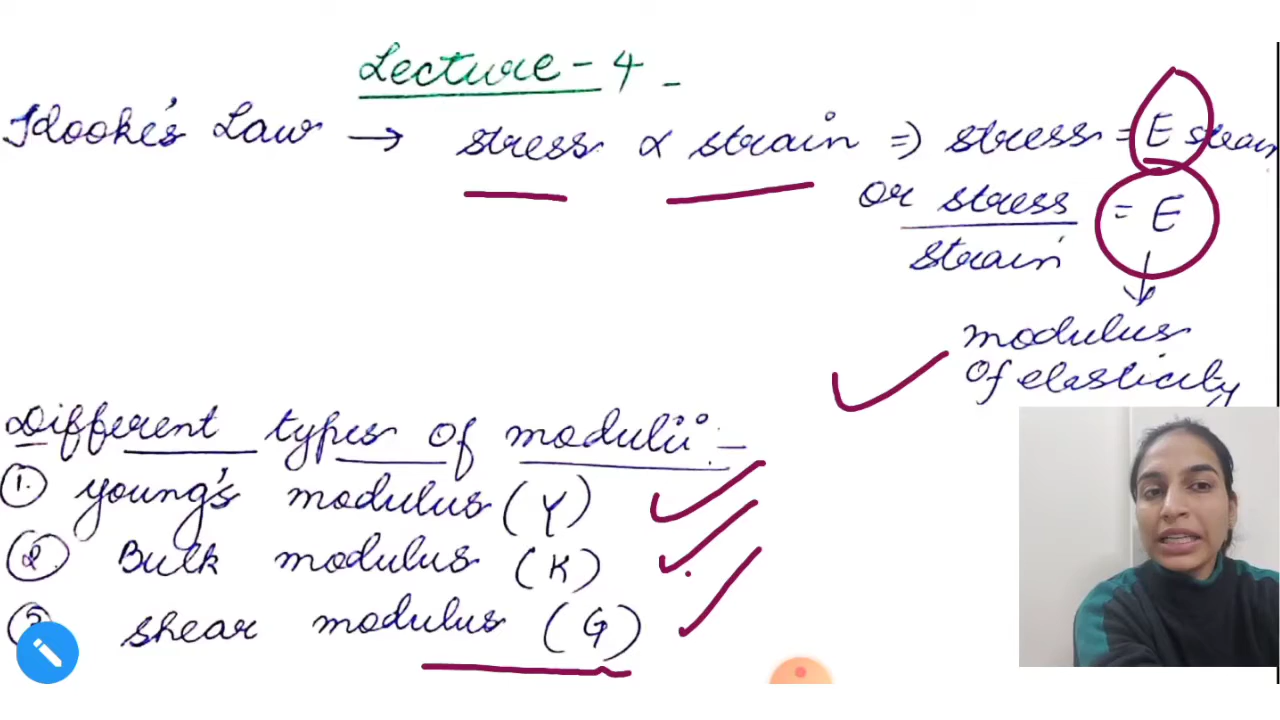 Lecture - 4 -
Hooke's Law → stress ∝ strain => stress = E strain
or stress / strain = E
↓
modulus
of elasticity
Different types of modulii :-
1. Young's modulus (Y)
2. Bulk modulus (K)
3. shear modulus (G)